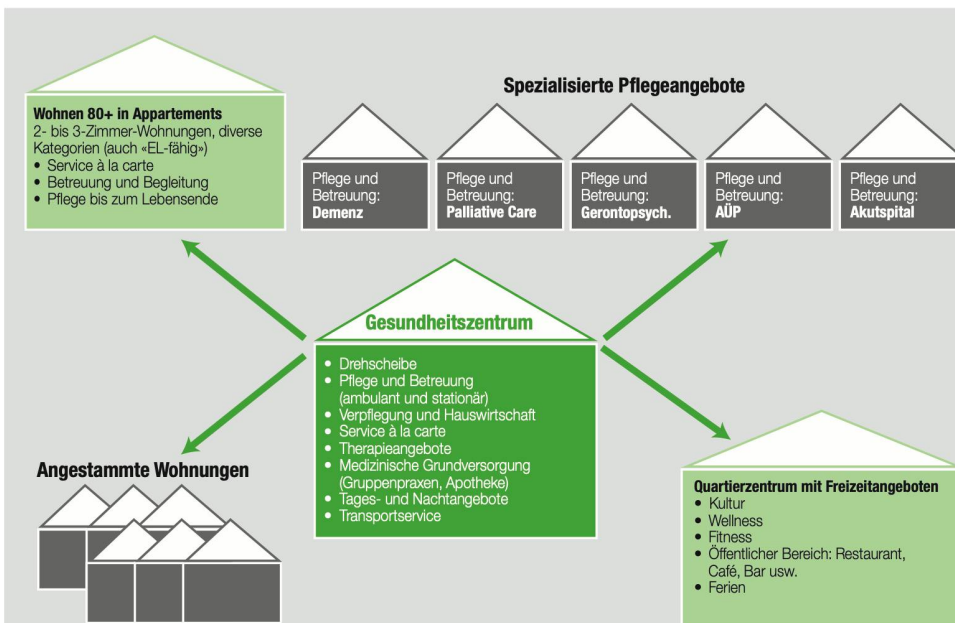 Wohnen 80+ in Appartements
2- bis 3-Zimmer-Wohnungen, diverse
Kategorien (auch «EL-fähig»)
• Service à la carte
• Betreuung und Begleitung
• Pflege bis zum Lebensende
Spezialisierte Pflegeangebote
Pflege und
Betreuung:
Demenz
Pflege und
Betreuung:
Palliative Care
Pflege und
Betreuung:
Gerontopsych.
Pflege und
Betreuung:
AÜP
Pflege und
Betreuung:
Akutspital
Gesundheitszentrum
• Drehscheibe
• Pflege und Betreuung
(ambulant und stationär)
• Verpflegung und Hauswirtschaft
• Service à la carte
• Therapieangebote
• Medizinische Grundversorgung
(Gruppenpraxen, Apotheke)
• Tages- und Nachtangebote
• Transportservice
Angestammte Wohnungen
Quartierzentrum mit Freizeitangeboten
• Kultur
• Wellness
• Fitness
• Öffentlicher Bereich: Restaurant,
Café, Bar usw.
• Ferien